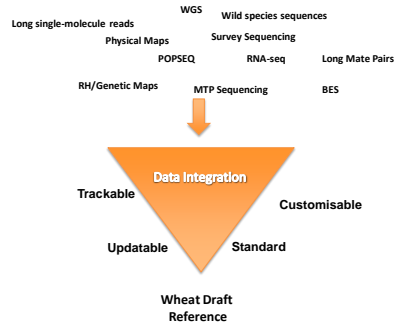 WGS
Long single-molecule reads
Wild species sequences
Physical Maps
Survey Sequencing
POPSEQ
RNA-seq
Long Mate Pairs
RH/Genetic Maps
MTP Sequencing
BES
Data Integration
Trackable
Customisable
Updatable
Standard
Wheat Draft
Reference